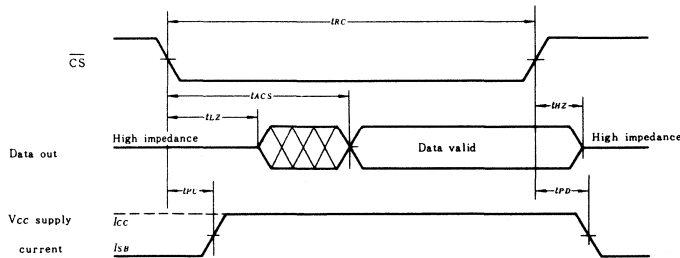 tRC
CS
tACS
tLZ
tHZ
High impedance
High impedance
Data out
Data valid
tPU
tPD
VCC supply
ICC
current
ISB